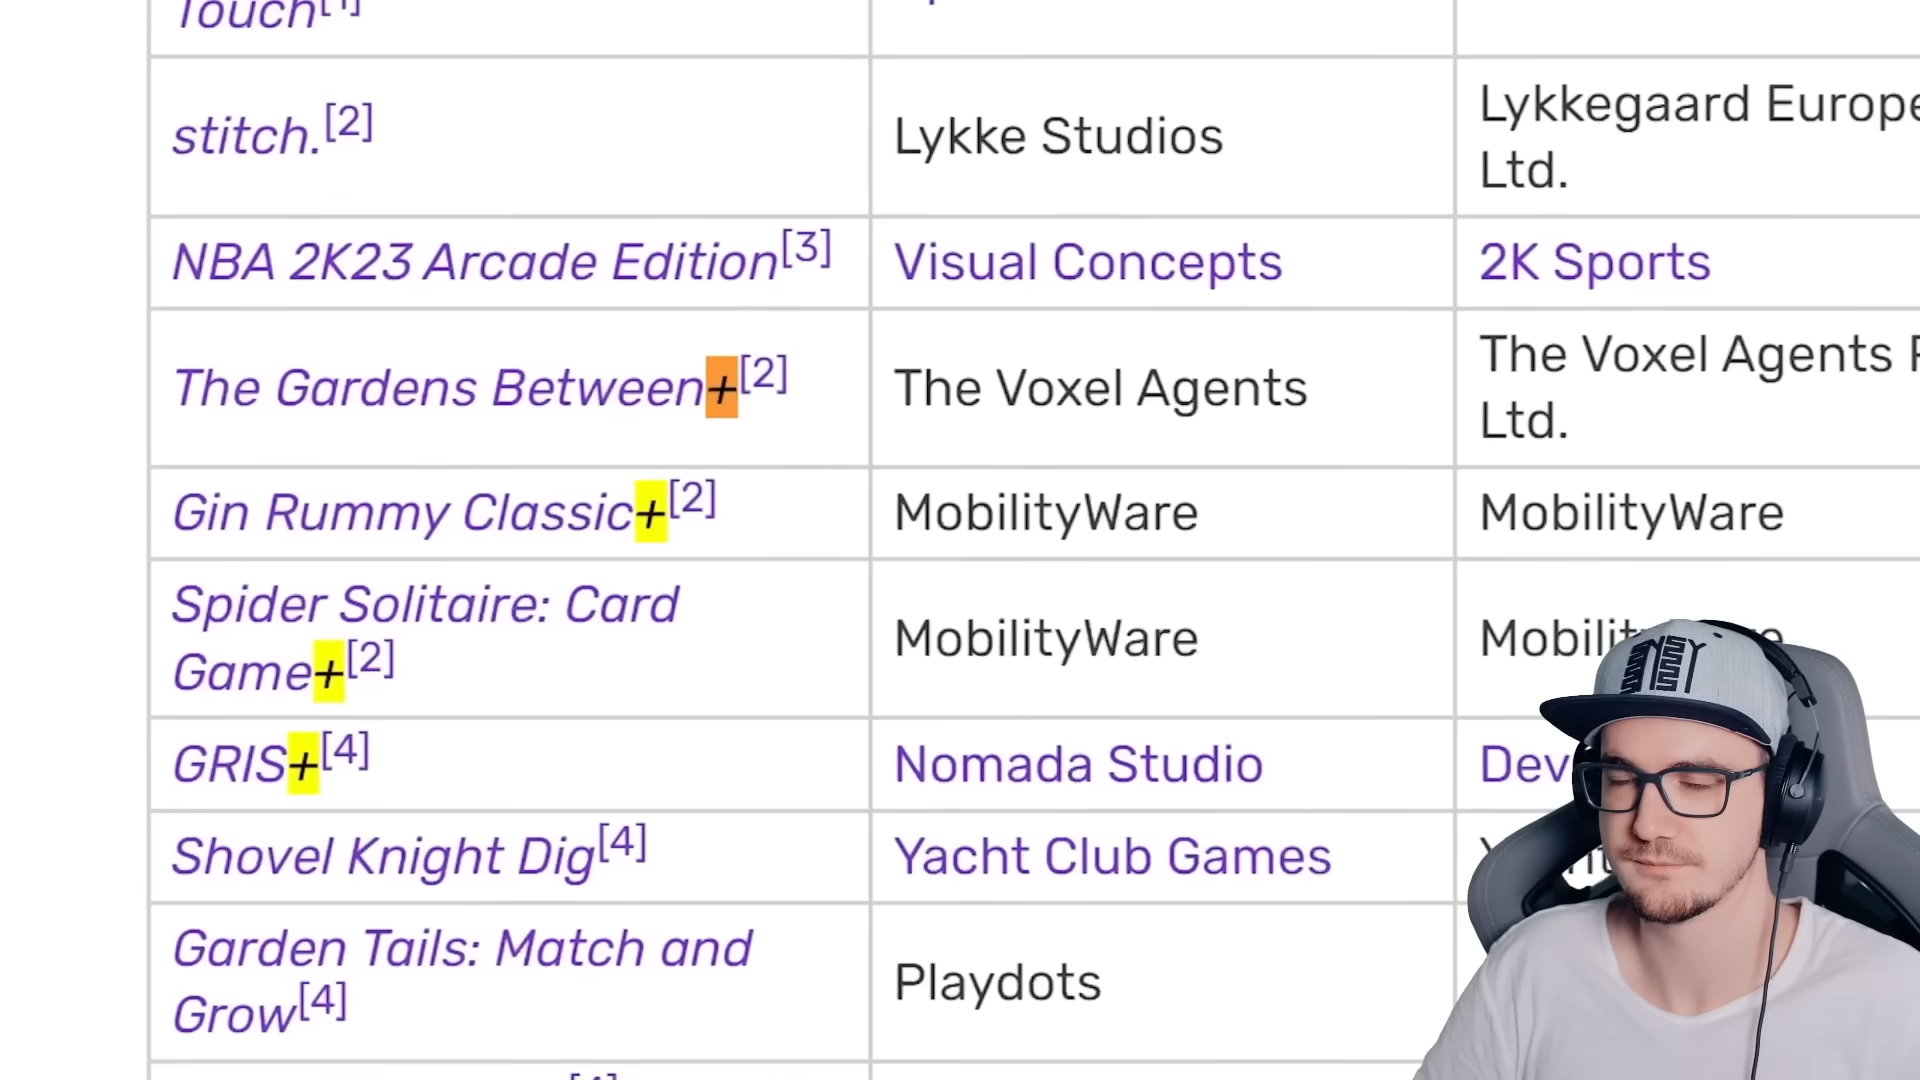 Touch[1]
stitch.[2]
Lykke Studios
Lykkegaard Europe
Ltd.
NBA 2K23 Arcade Edition[3]
Visual Concepts
2K Sports
The Gardens Between+[2]
The Voxel Agents
The Voxel Agents P
Ltd.
Gin Rummy Classic+[2]
MobilityWare
MobilityWare
Spider Solitaire: Card
Game+[2]
MobilityWare
GRIS+[4]
Nomada Studio
Dev
Shovel Knight Dig[4]
Yacht Club Games
Garden Tails: Match and
Grow[4]
Playdots